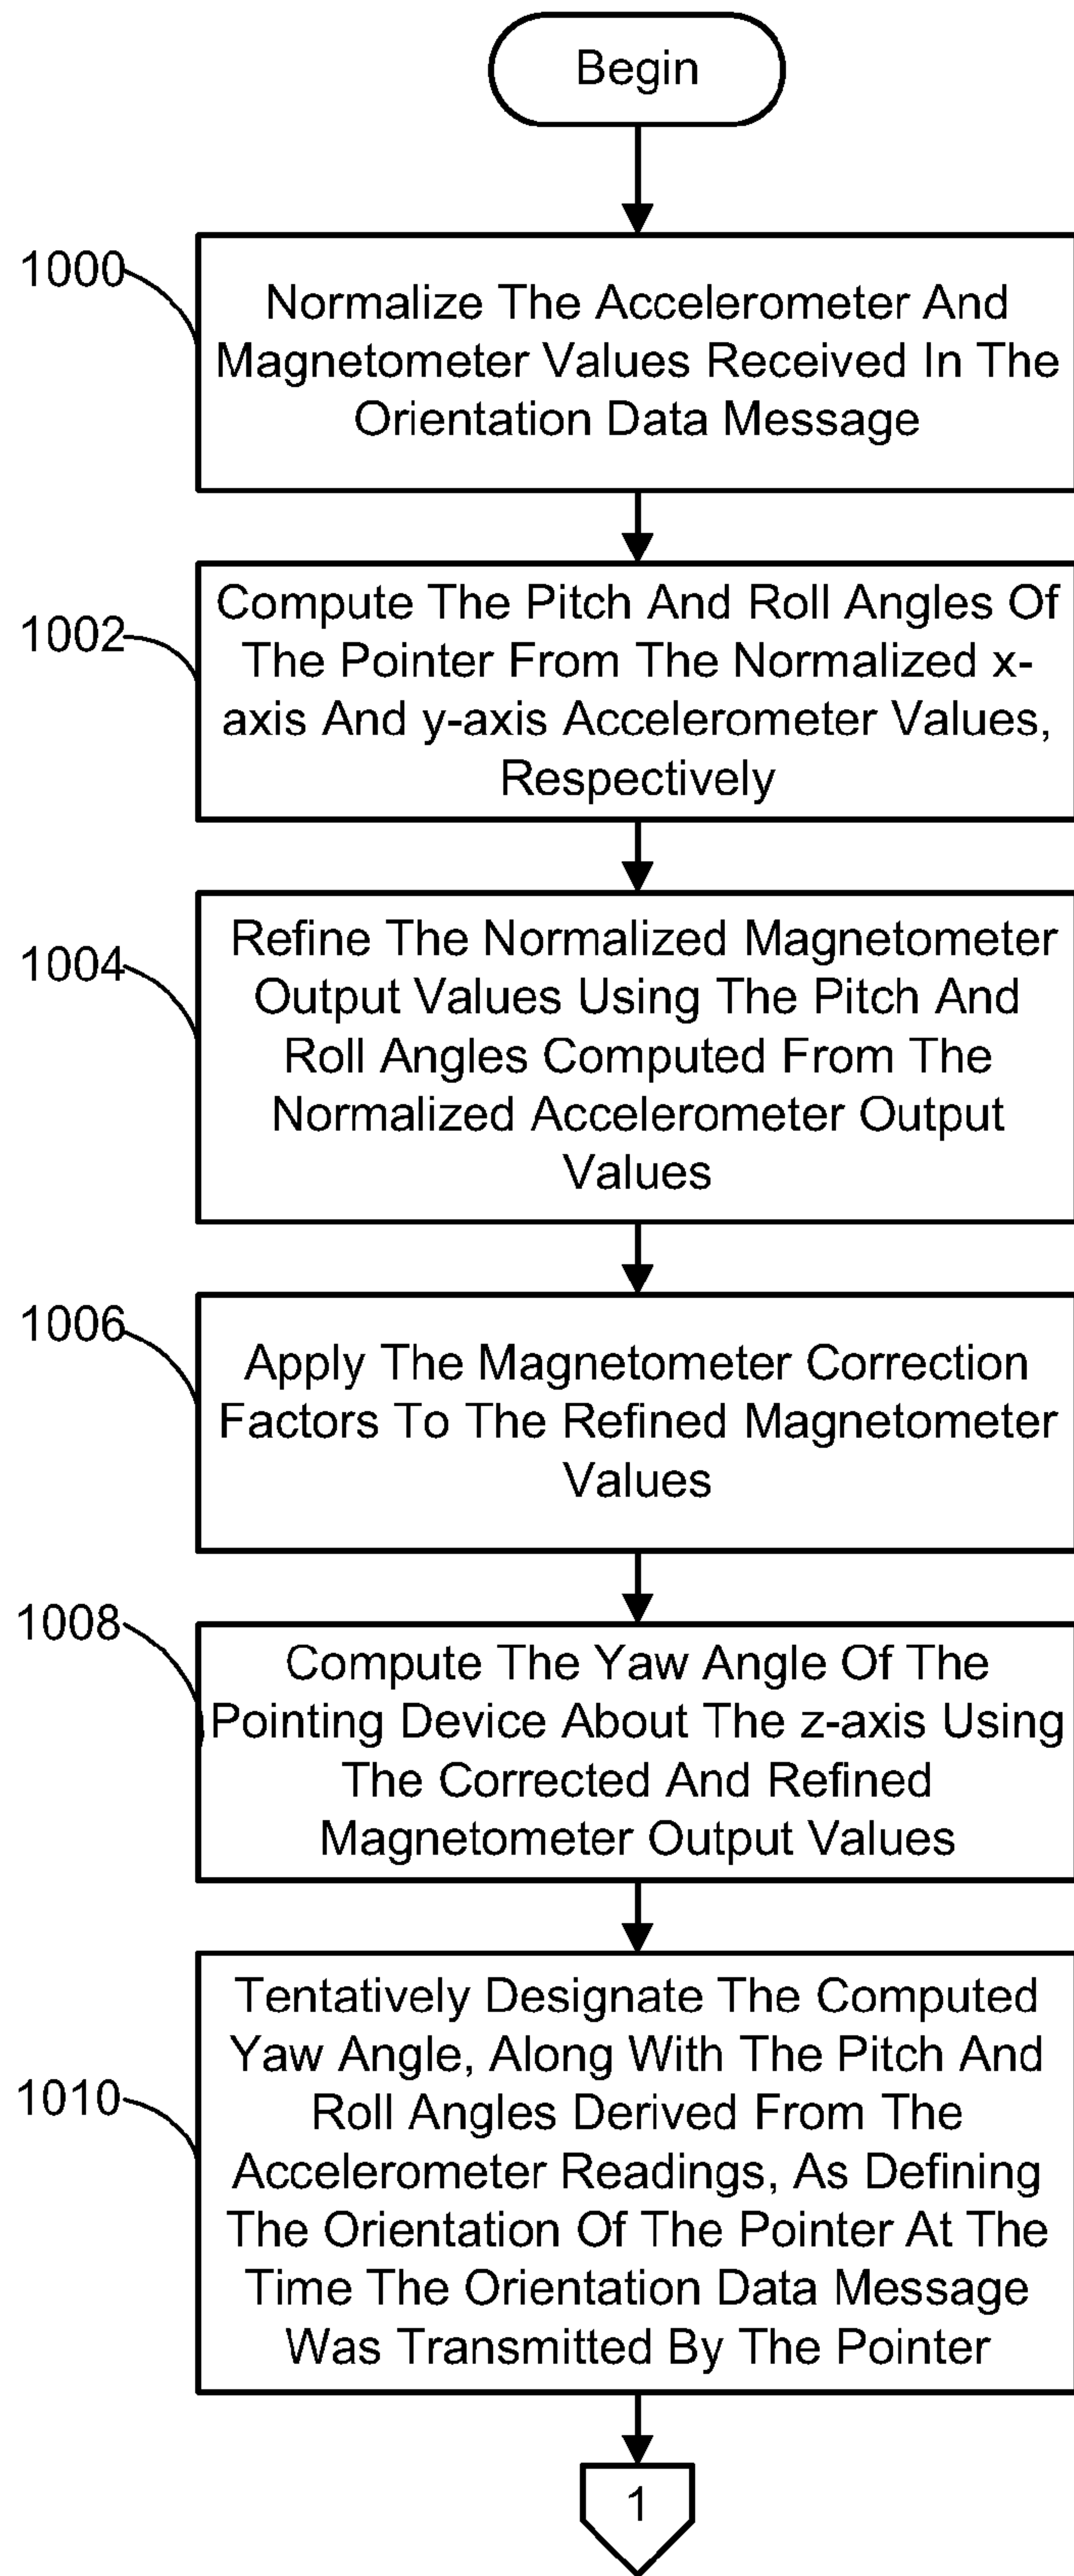 Begin
1000
Normalize The Accelerometer And
Magnetometer Values Received In The
Orientation Data Message
1002
Compute The Pitch And Roll Angles Of
The Pointer From The Normalized x-
axis And y-axis Accelerometer Values,
Respectively
1004
Refine The Normalized Magnetometer
Output Values Using The Pitch And
Roll Angles Computed From The
Normalized Accelerometer Output
Values
1006
Apply The Magnetometer Correction
Factors To The Refined Magnetometer
Values
1008
Compute The Yaw Angle Of The
Pointing Device About The z-axis Using
The Corrected And Refined
Magnetometer Output Values
1010
Tentatively Designate The Computed
Yaw Angle, Along With The Pitch And
Roll Angles Derived From The
Accelerometer Readings, As Defining
The Orientation Of The Pointer At The
Time The Orientation Data Message
Was Transmitted By The Pointer
1